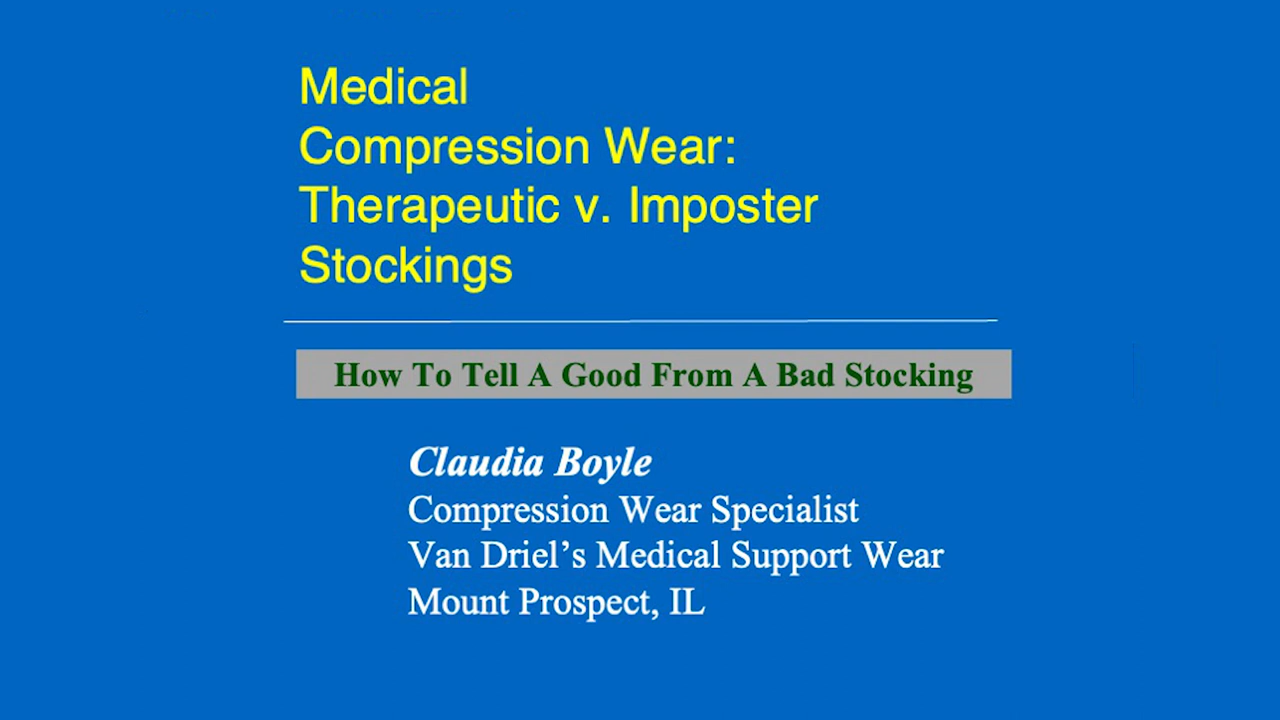 Medical
Compression Wear:
Therapeutic v. Imposter
Stockings
How To Tell A Good From A Bad Stocking
Claudia Boyle
Compression Wear Specialist
Van Driel’s Medical Support Wear
Mount Prospect, IL